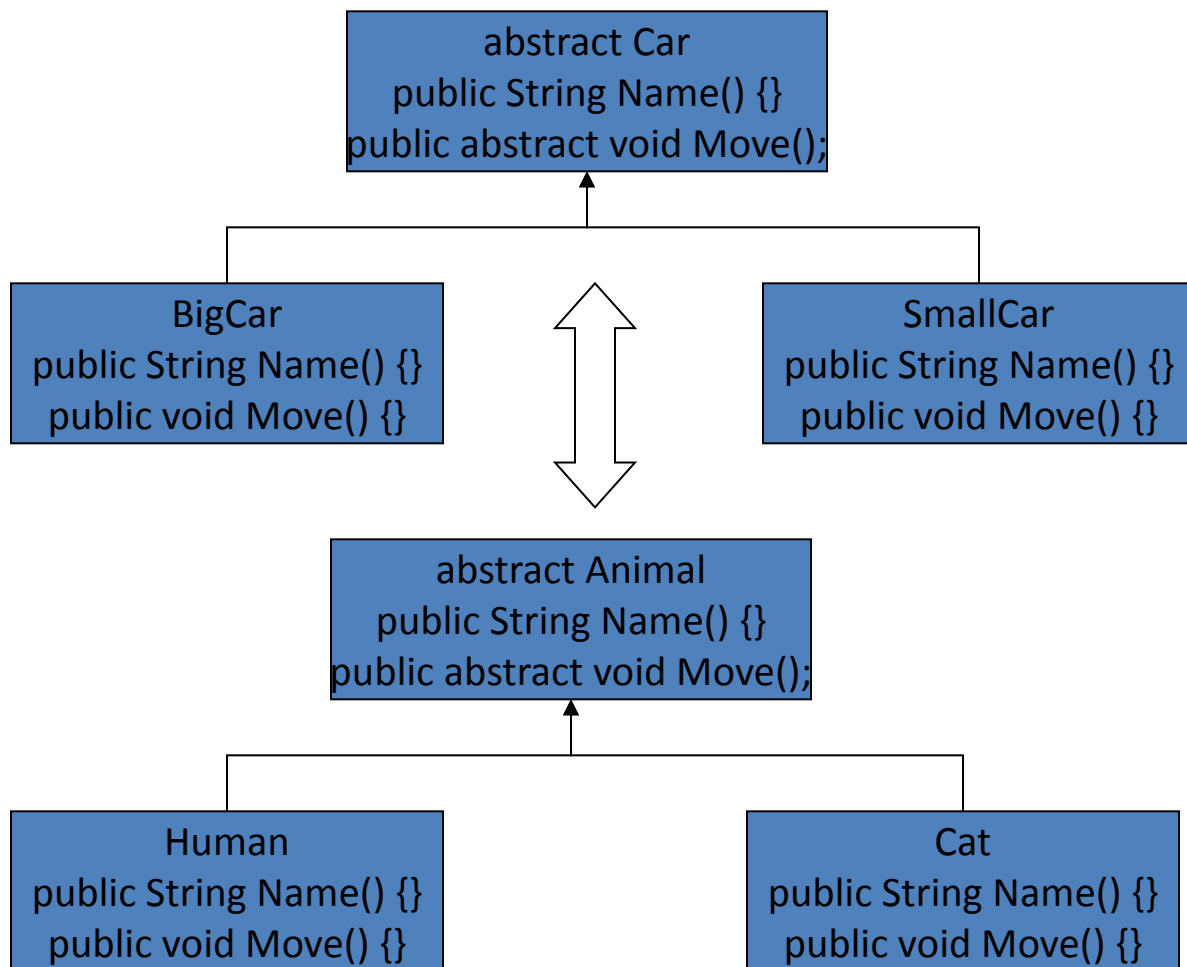 abstract Car
public String Name() {}
public abstract void Move();
BigCar
public String Name() {}
public void Move() {}
SmallCar
public String Name() {}
public void Move() {}
abstract Animal
public String Name() {}
public abstract void Move();
Human
public String Name() {}
public void Move() {}
Cat
public String Name() {}
public void Move() {}